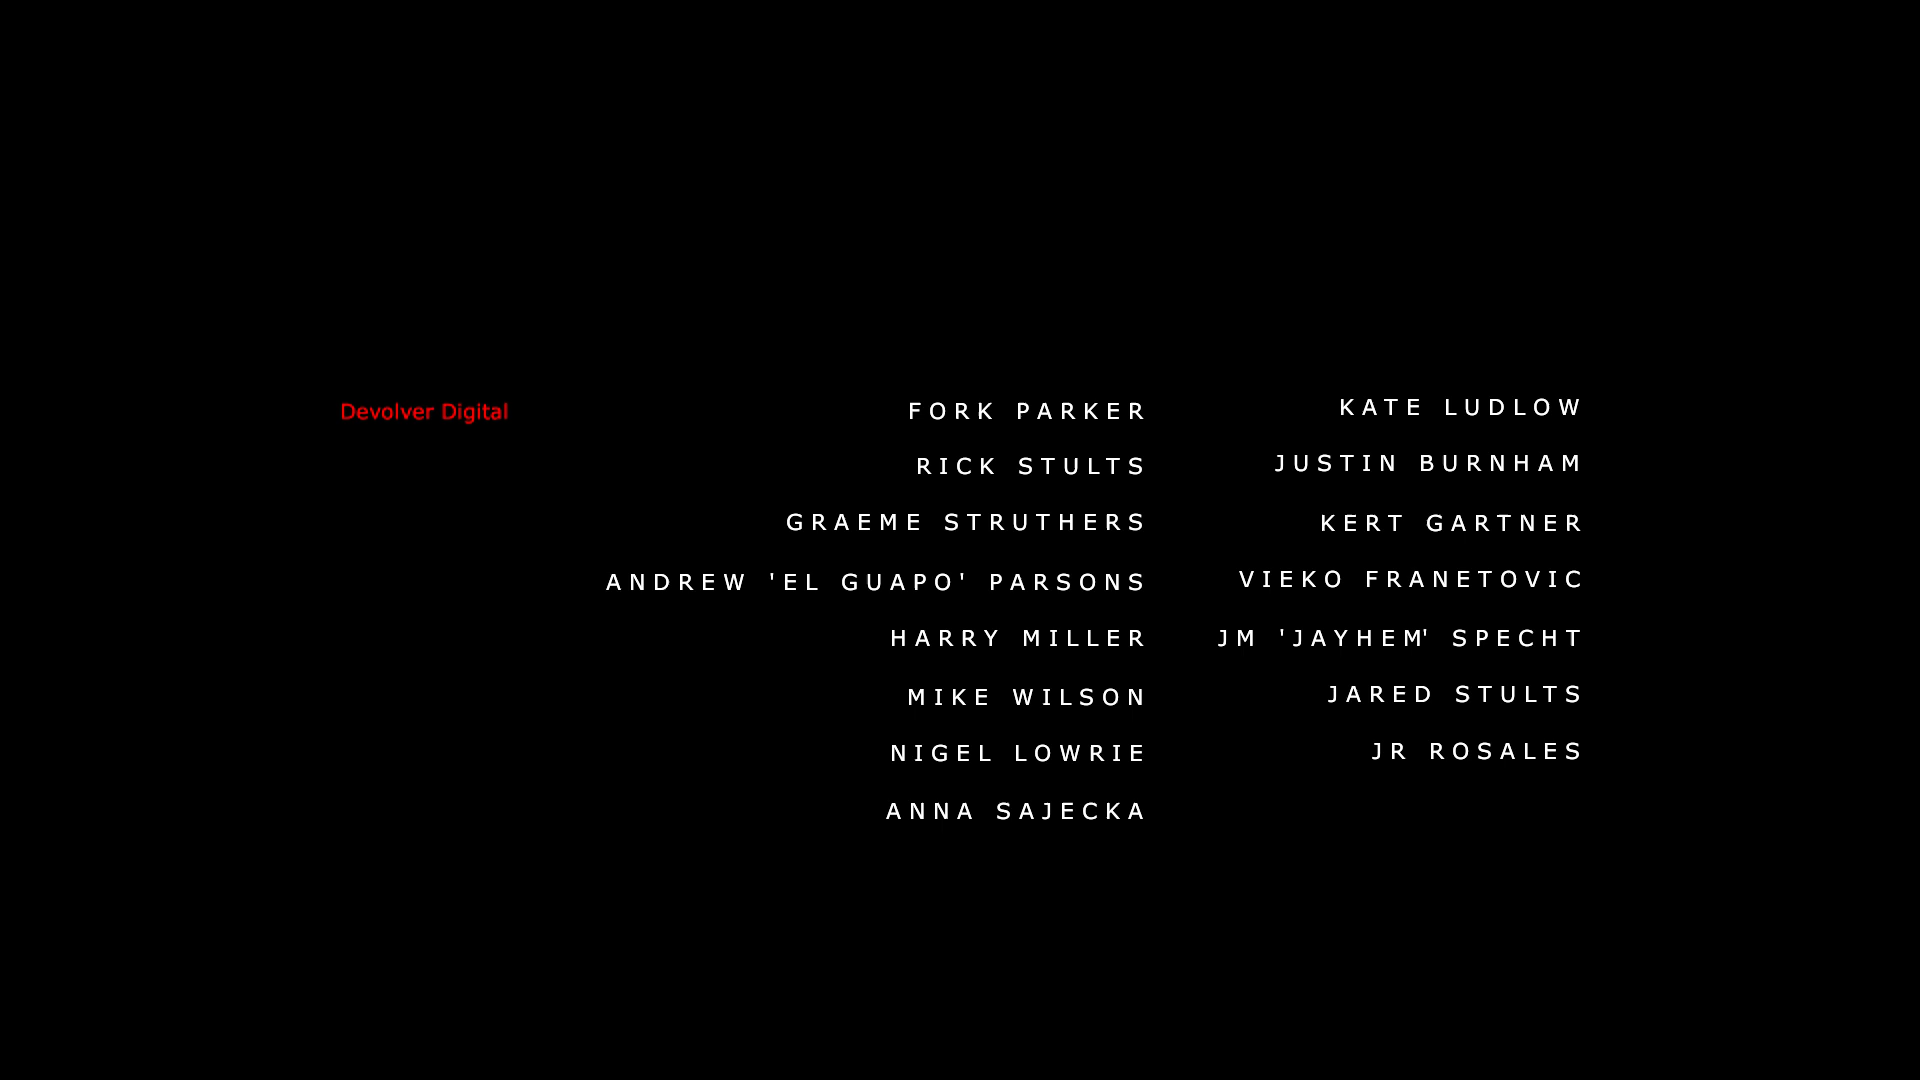 Devolver Digital
FORK PARKER
RICK STULTS
GRAEME STRUTHERS
ANDREW 'EL GUAPO' PARSONS
HARRY MILLER
MIKE WILSON
NIGEL LOWRIE
ANNA SAJECKA
KATE LUDLOW
JUSTIN BURNHAM
KERT GARTNER
VIEKO FRANETOVIC
JM 'JAYHEM' SPECHT
JARED STULTS
JR ROSALES